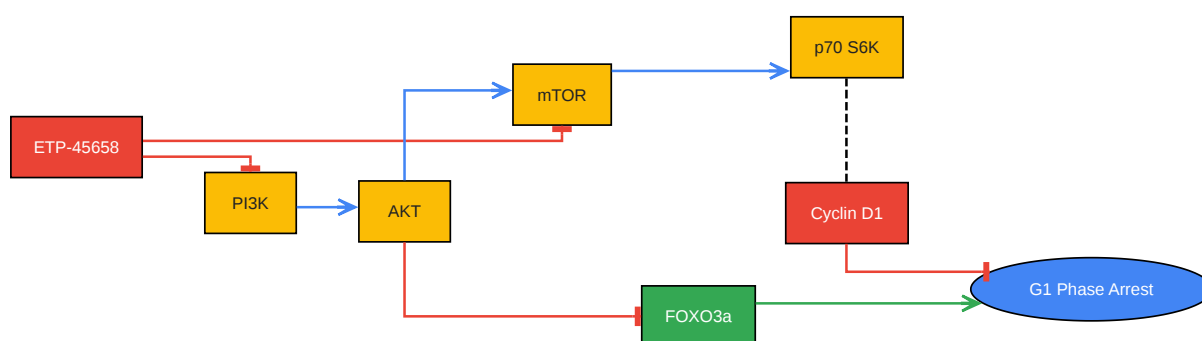 p70 S6K
mTOR
ETP-45658
PI3K
AKT
Cyclin D1
G1 Phase Arrest
FOXO3a